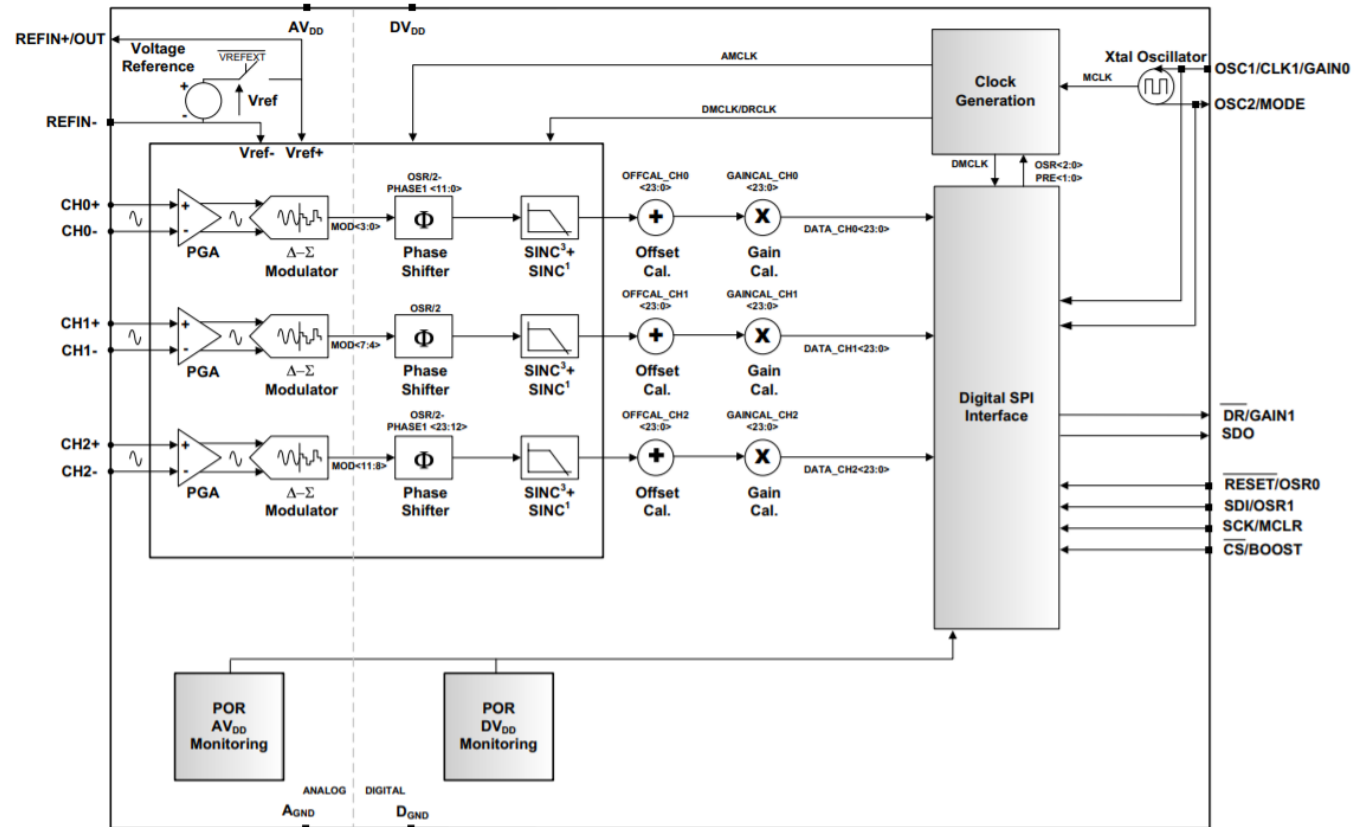 AVDD
DVDD
REFIN+/OUT
Voltage
Reference
VREFEXT
+
-
Vref
REFIN-
Vref- Vref+
AMCLK
DMCLK/DRCLK
Clock
Generation
MCLK
Xtal Oscillator
OSC1/CLK1/GAIN0
OSC2/MODE
DMCLK
OSR<2:0>
PRE<1:0>
CH0+
CH0-
+
-
PGA
Δ–Σ
Modulator
MOD<3:0>
OSR/2-
PHASE1 <11:0>
Φ
Phase
Shifter
SINC3+
SINC1
OFFCAL_CH0
<23:0>
+
Offset
Cal.
GAINCAL_CH0
<23:0>
X
Gain
Cal.
DATA_CH0<23:0>
CH1+
CH1-
+
-
PGA
Δ–Σ
Modulator
MOD<7:4>
OSR/2
Φ
Phase
Shifter
SINC3+
SINC1
OFFCAL_CH1
<23:0>
+
Offset
Cal.
GAINCAL_CH1
<23:0>
X
Gain
Cal.
DATA_CH1<23:0>
CH2+
CH2-
+
-
PGA
Δ–Σ
Modulator
MOD<11:8>
OSR/2-
PHASE1 <23:12>
Φ
Phase
Shifter
SINC3+
SINC1
OFFCAL_CH2
<23:0>
+
Offset
Cal.
GAINCAL_CH2
<23:0>
X
Gain
Cal.
DATA_CH2<23:0>
Digital SPI
Interface
DR/GAIN1
SDO
RESET/OSR0
SDI/OSR1
SCK/MCLR
CS/BOOST
POR
AVDD
Monitoring
POR
DVDD
Monitoring
ANALOG
DIGITAL
AGND
DGND